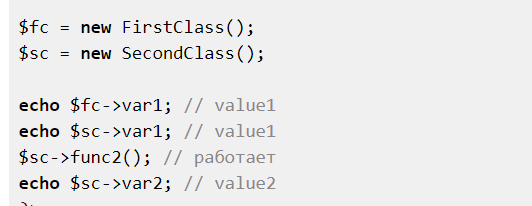 $fc = new FirstClass();
$sc = new SecondClass();
echo $fc->var1; // value1
echo $sc->var1; // value1
$sc->func2(); // работает
echo $sc->var2; // value2